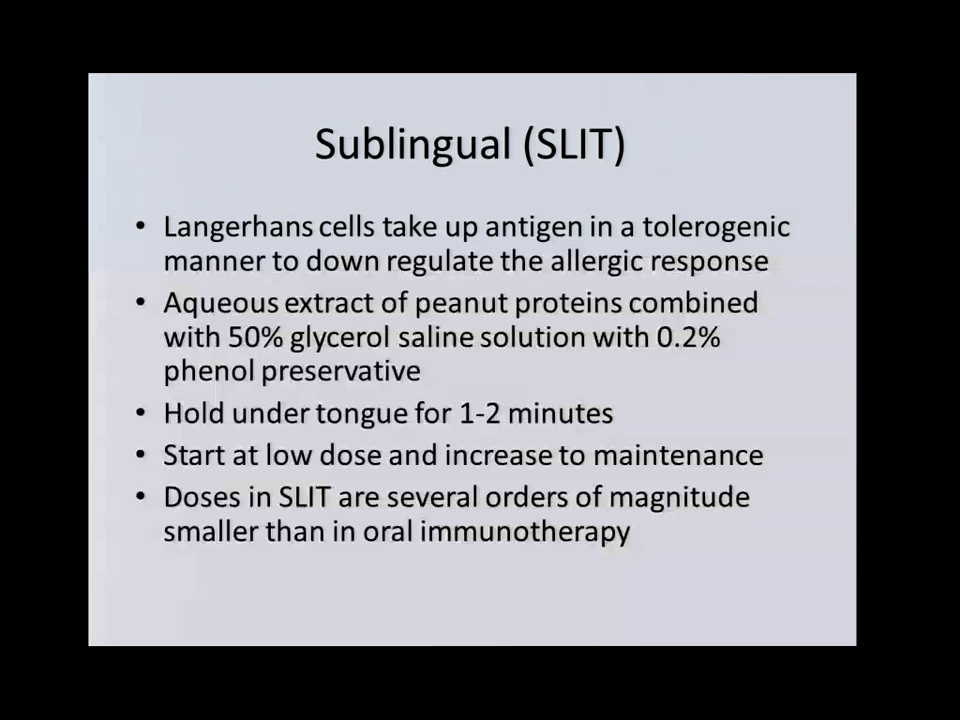 Sublingual (SLIT)
• Langerhans cells take up antigen in a tolerogenic
manner to down regulate the allergic response
• Aqueous extract of peanut proteins combined
with 50% glycerol saline solution with 0.2%
phenol preservative
• Hold under tongue for 1-2 minutes
• Start at low dose and increase to maintenance
• Doses in SLIT are several orders of magnitude
smaller than in oral immunotherapy